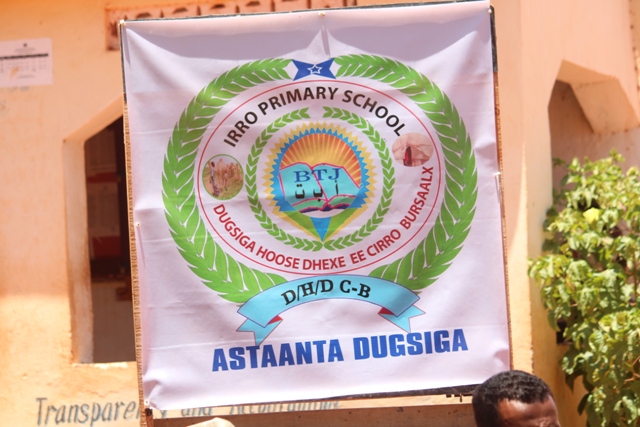 IRRO PRIMARY SCHOOL
BTJ
أ ب ت
DUGSIGA HOOSE DHEXE EE CIRRO BURSAALX
D/H/D C-B
ASTAANTA DUGSIGA
Transparency and